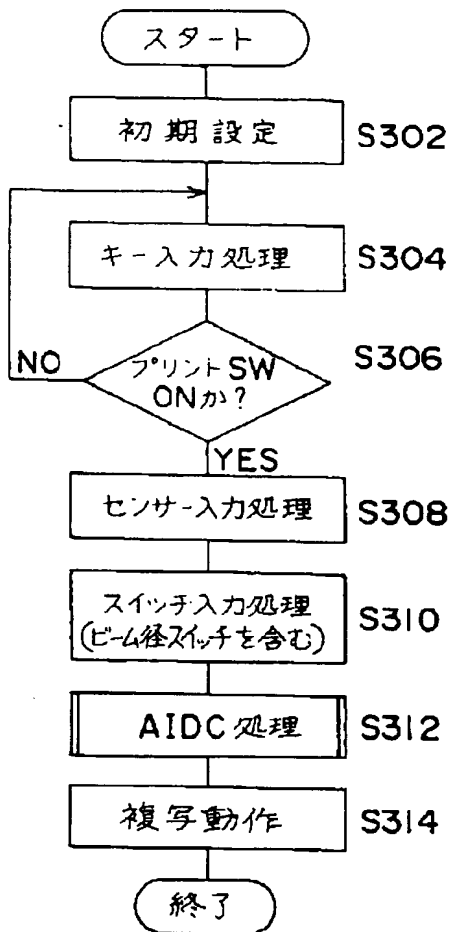 スタート
初期設定 S302
キー入力処理 S304
プリントSW S306
ONか?
NO
YES
センサー入力処理 S308
スイッチ入力処理
(ビーム径スイッチを含む) S310
AIDC処理 S312
複写動作 S314
終了